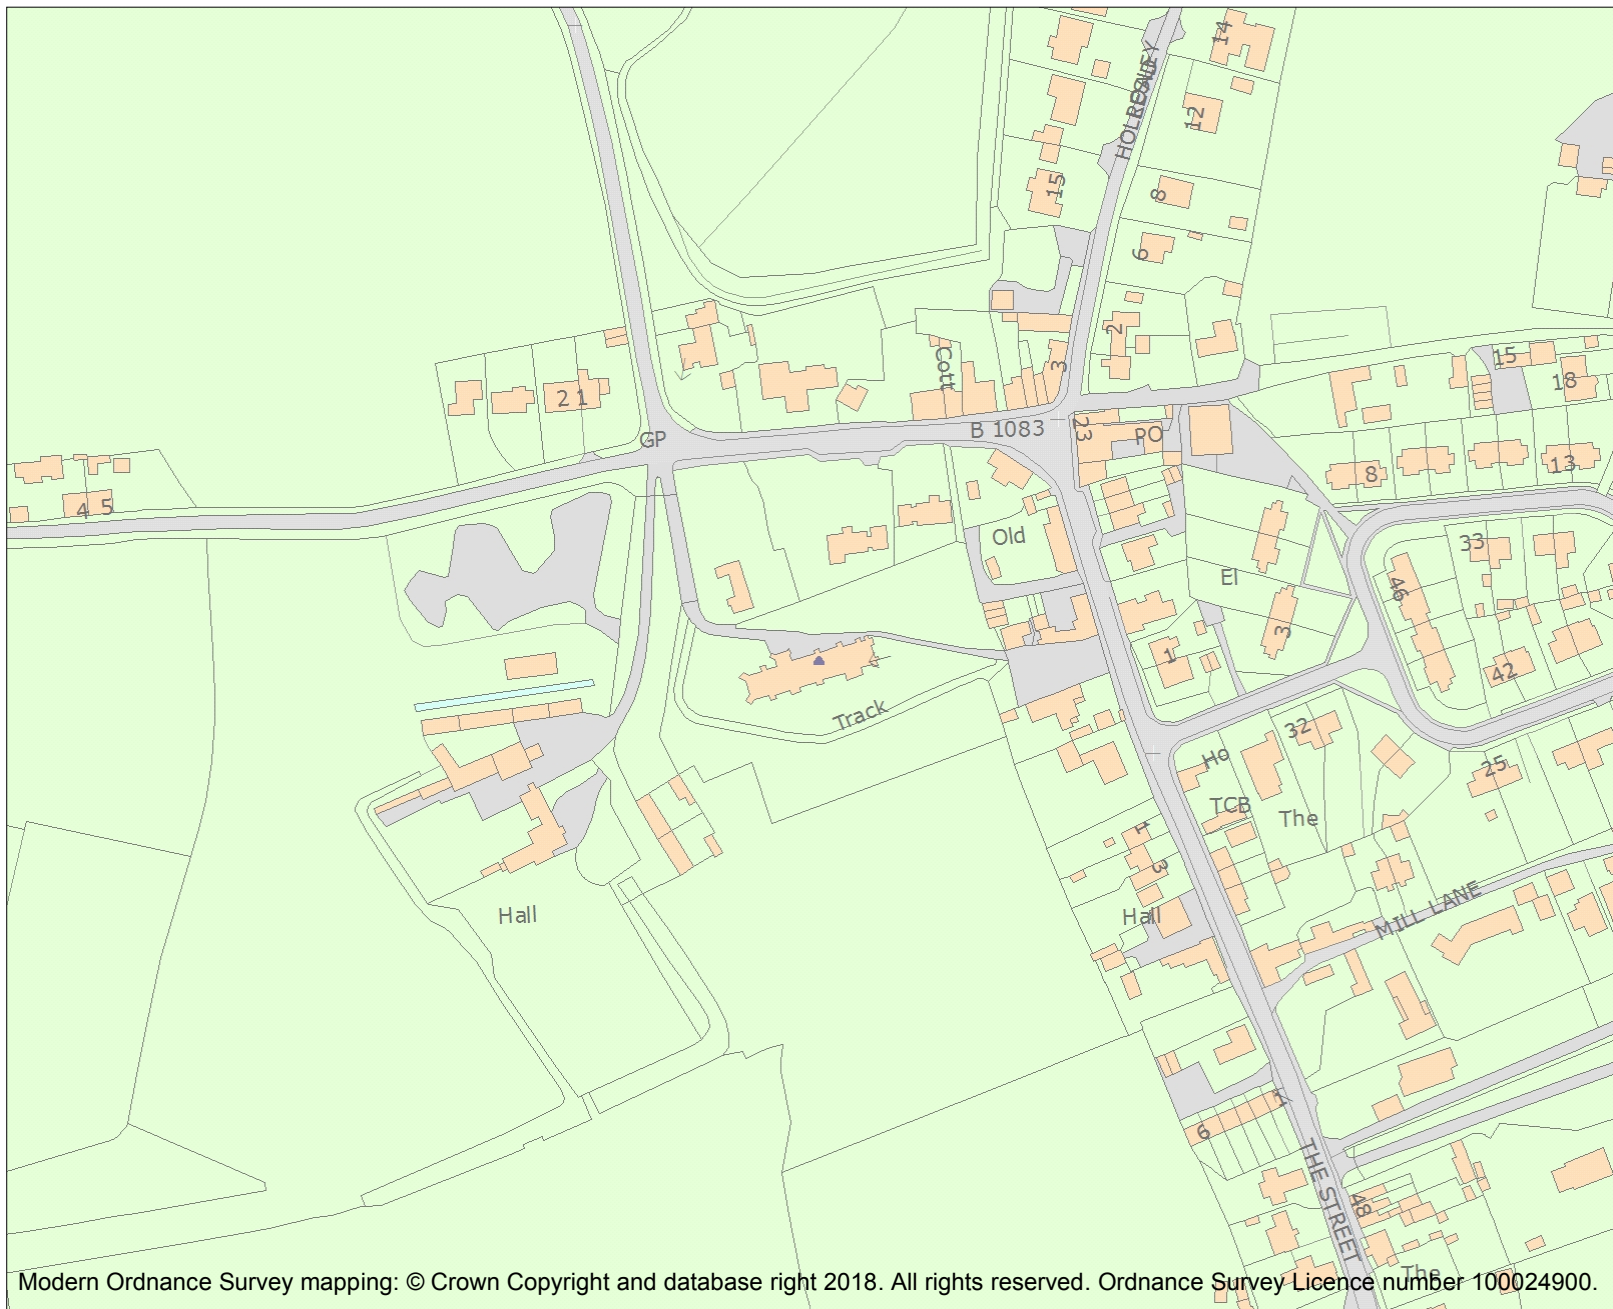 14
HOLLESLEY ROAD
12
15
8
6
2
3
Cott
15
18
2 1
GP
B 1083
23
PO
8
13
4 5
Old
33
El
46
3
1
42
Track
32
Ho
25
TCB
The
1
3
Hall
Hall
MILL LANE
6
THE STREET
48
The
Modern Ordnance Survey mapping: © Crown Copyright and database right 2018. All rights reserved. Ordnance Survey Licence number 100024900.